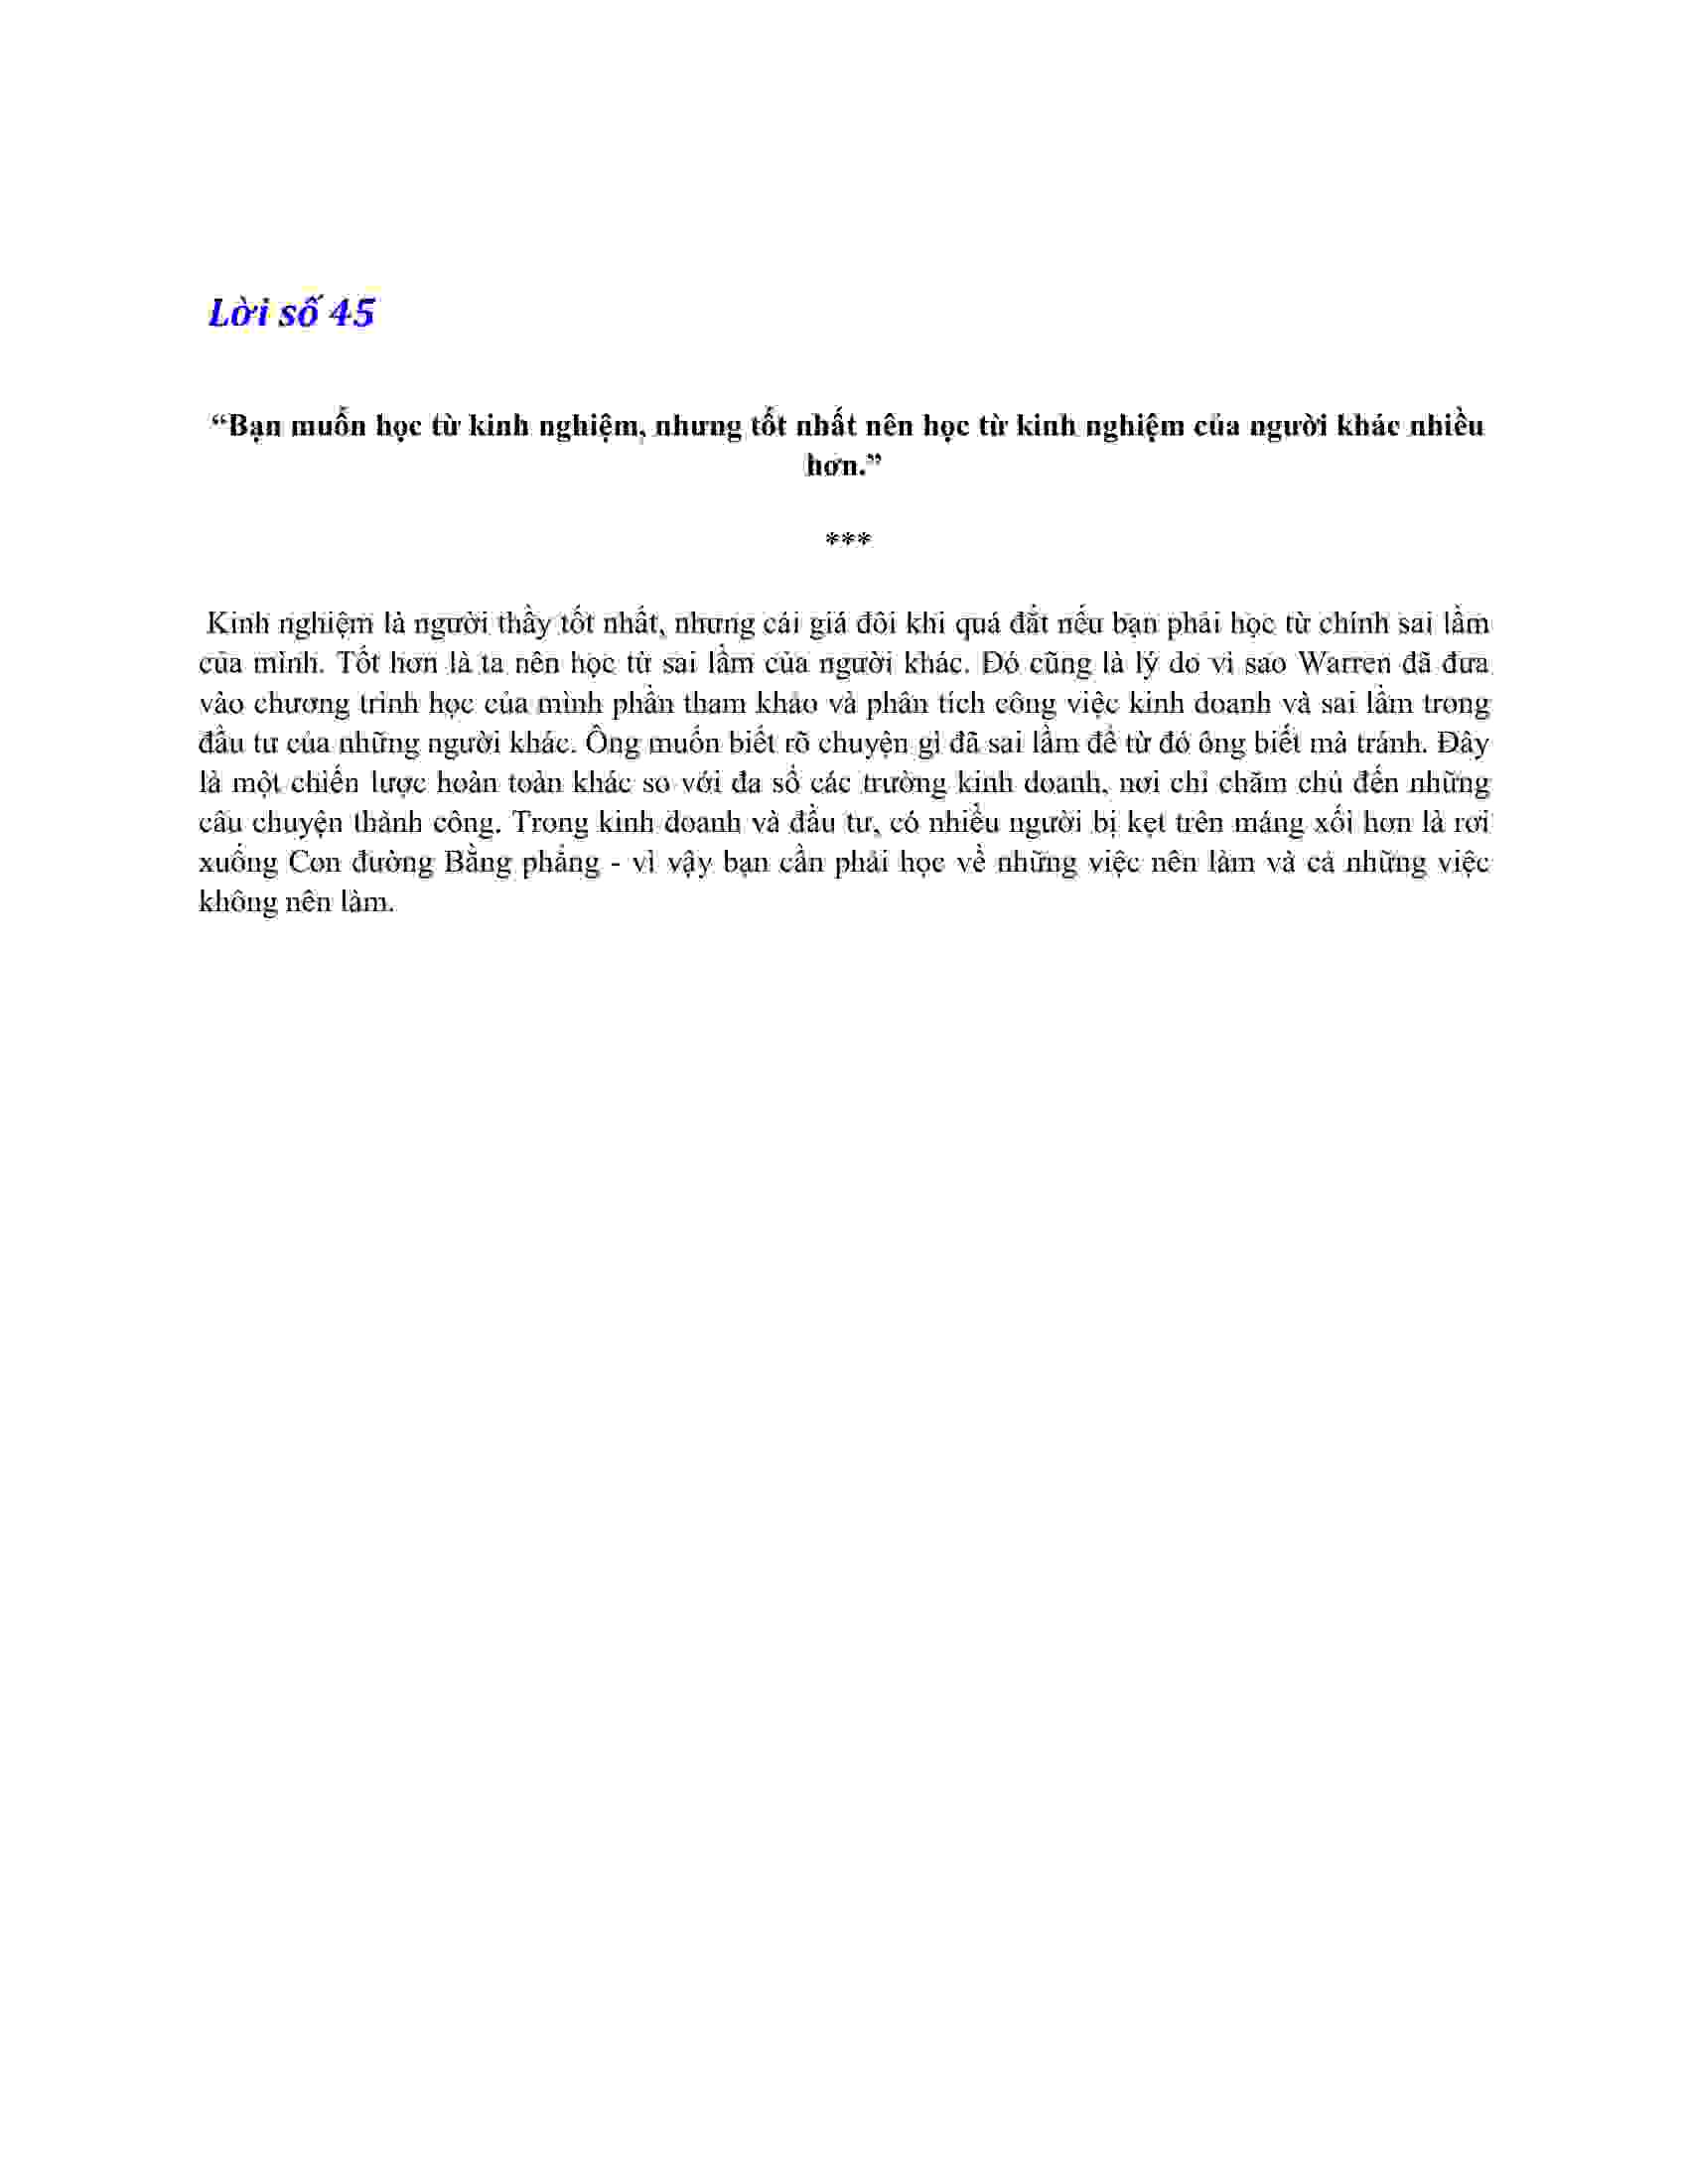 Lời số 45
“Bạn muốn học từ kinh nghiệm, nhưng tốt nhất nên học từ kinh nghiệm của người khác nhiều
hơn.”
***
Kinh nghiệm là người thầy tốt nhất, nhưng cái giá đôi khi quá đắt nếu bạn phải học từ chính sai lầm
của mình. Tốt hơn là ta nên học từ sai lầm của người khác. Đó cũng là lý do vì sao Warren đã đưa
vào chương trình học của mình phần tham khảo và phân tích công việc kinh doanh và sai lầm trong
đầu tư của những người khác. Ông muốn biết rõ chuyện gì đã sai lầm để từ đó ông biết mà tránh. Đây
là một chiến lược hoàn toàn khác so với đa số các trường kinh doanh, nơi chỉ chăm chú đến những
câu chuyện thành công. Trong kinh doanh và đầu tư, có nhiều người bị kẹt trên máng xối hơn là rơi
xuống Con đường Bằng phẳng - vì vậy bạn cần phải học về những việc nên làm và cả những việc
không nên làm.